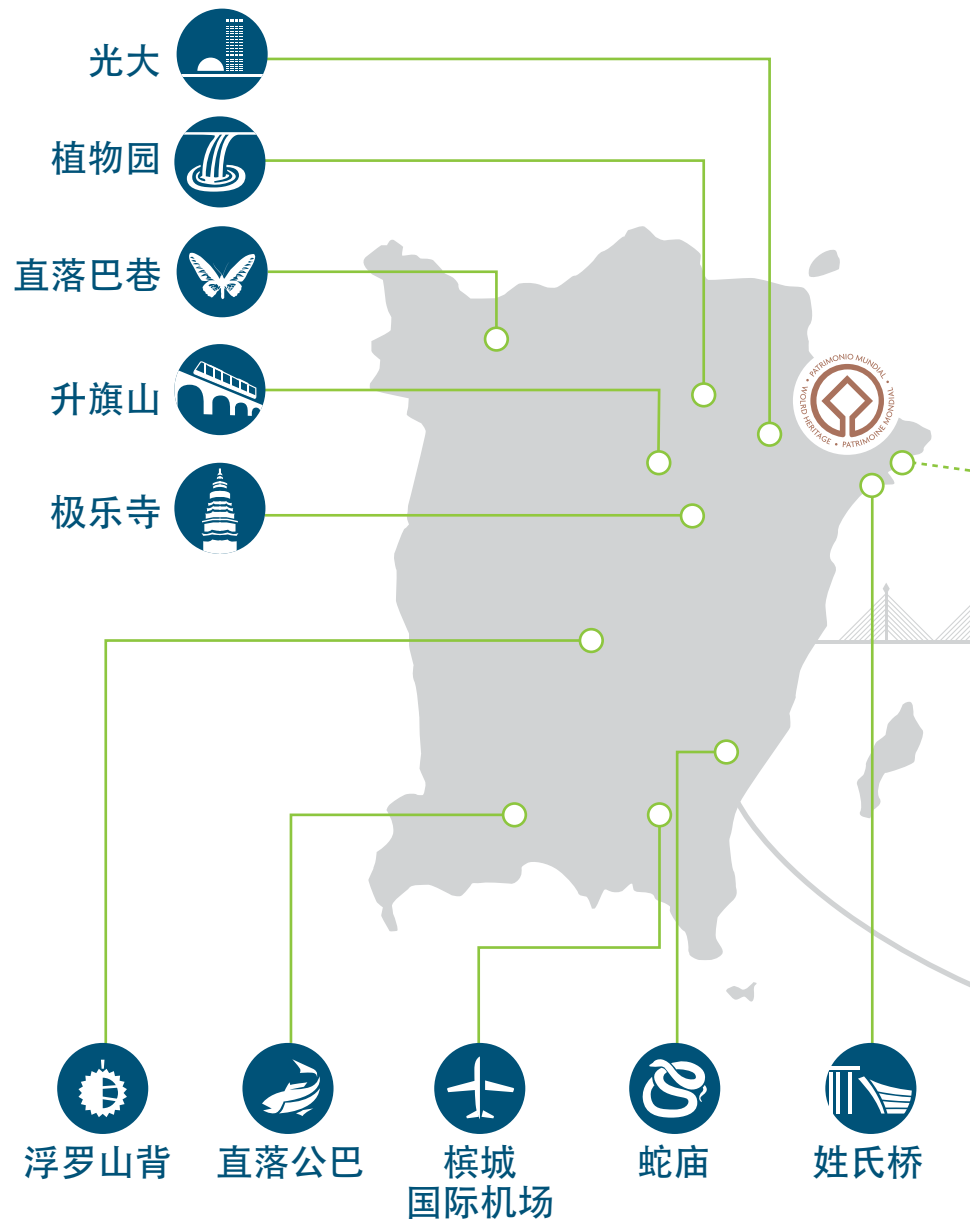 光大
植物园
直落巴巷
升旗山
极乐寺
• PATRIMONIO MUNDIAL • WOLRD HERITAGE • PATRIMOINE MONDIAL
浮罗山背
直落公巴
槟城
国际机场
蛇庙
姓氏桥